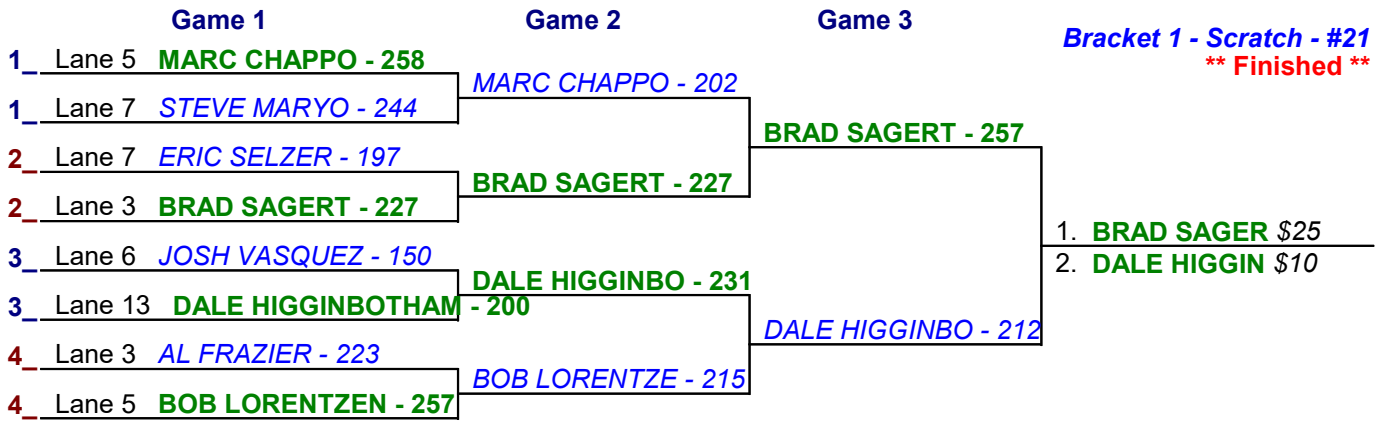 Game 1 Game 2 Game 3
Bracket 1 - Scratch - #21
** Finished **
1_ Lane 5 MARC CHAPPO - 258
MARC CHAPPO - 202
1_ Lane 7 STEVE MARYO - 244
BRAD SAGERT - 257
2_ Lane 7 ERIC SELZER - 197
BRAD SAGERT - 227
2_ Lane 3 BRAD SAGERT - 227
1. BRAD SAGER $25
2. DALE HIGGIN $10
3_ Lane 6 JOSH VASQUEZ - 150
DALE HIGGINBO - 231
3_ Lane 13 DALE HIGGINBOTHAM - 200
DALE HIGGINBO - 212
4_ Lane 3 AL FRAZIER - 223
BOB LORENTZE - 215
4_ Lane 5 BOB LORENTZEN - 257